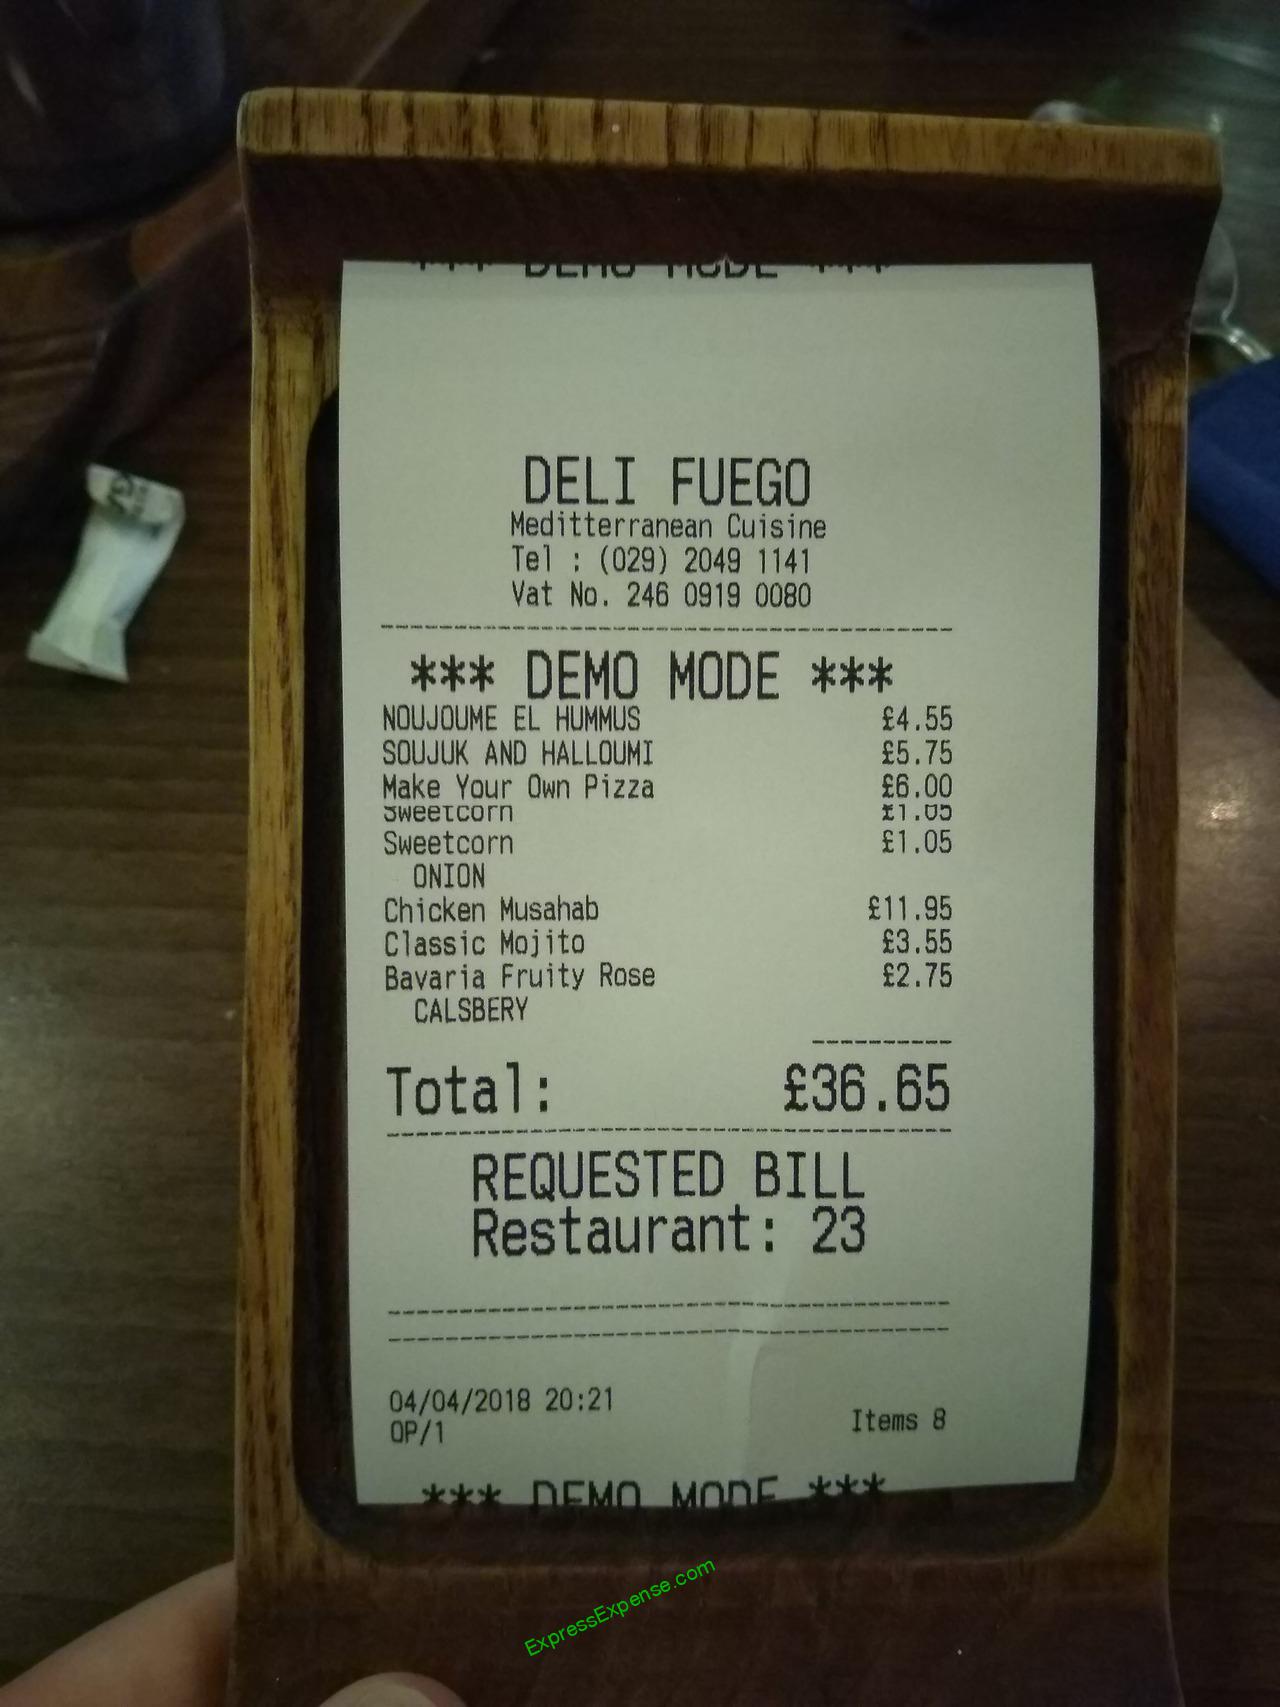 *** DEMO MODE ***
DELI FUEGO
Meditterranean Cuisine
Tel : (029) 2049 1141
Vat No. 246 0919 0080
*** DEMO MODE ***
NOUJOUME EL HUMMUS £4.55
SOUJUK AND HALLOUMI £5.75
Make Your Own Pizza £6.00
Sweetcorn £1.05
Sweetcorn £1.05
ONION
Chicken Musahab £11.95
Classic Mojito £3.55
Bavaria Fruity Rose £2.75
CALSBERY
Total: £36.65
REQUESTED BILL
Restaurant: 23
04/04/2018 20:21
OP/1 Items 8
*** DEMO MODE ***
ExpressExpense.com